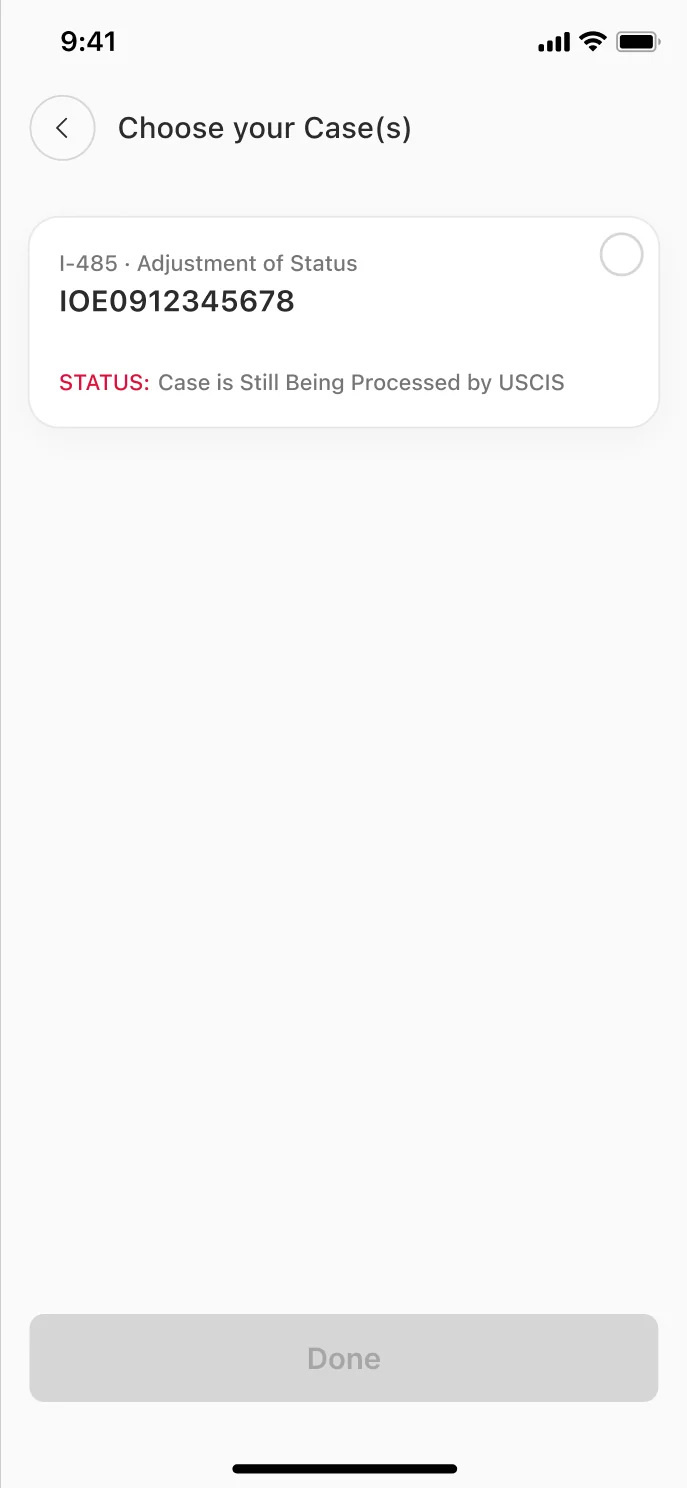 9:41
Choose your Case(s)
I-485 · Adjustment of Status
IOE0912345678
STATUS: Case is Still Being Processed by USCIS
Done